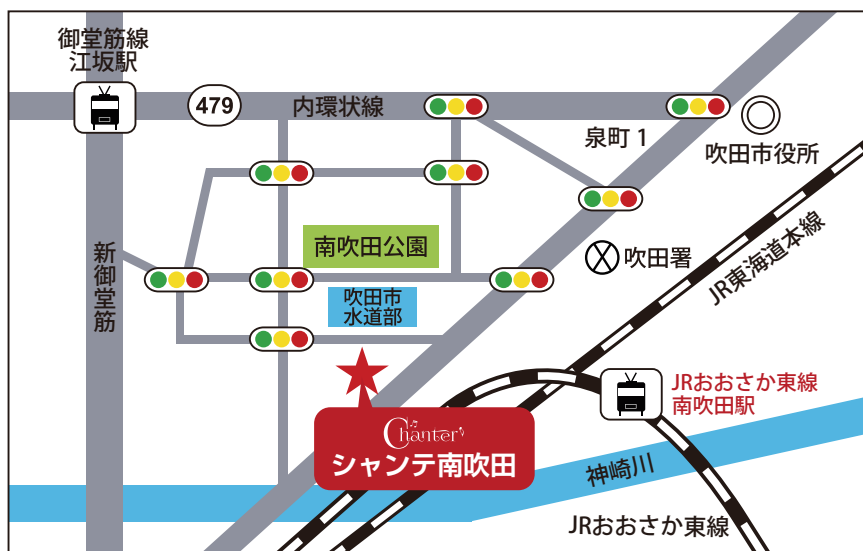 御堂筋線
江坂駅
479
内環状線
泉町 1
吹田市役所
南吹田公園
新御堂筋
吹田署
吹田市
水道部
JR東海道本線
JRおおさか東線
南吹田駅
Chanter
シャンテ南吹田
神崎川
JRおおさか東線